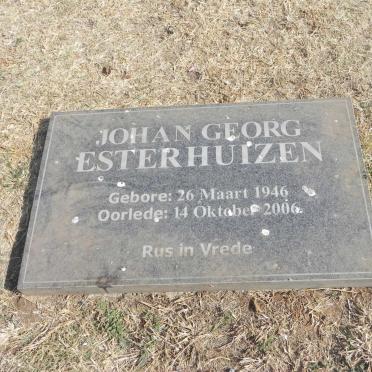 JOHAN GEORG
ESTERHUIZEN
Gebore: 26 Maart 1946
Oorlede: 14 Oktober 2006
Rus in Vrede